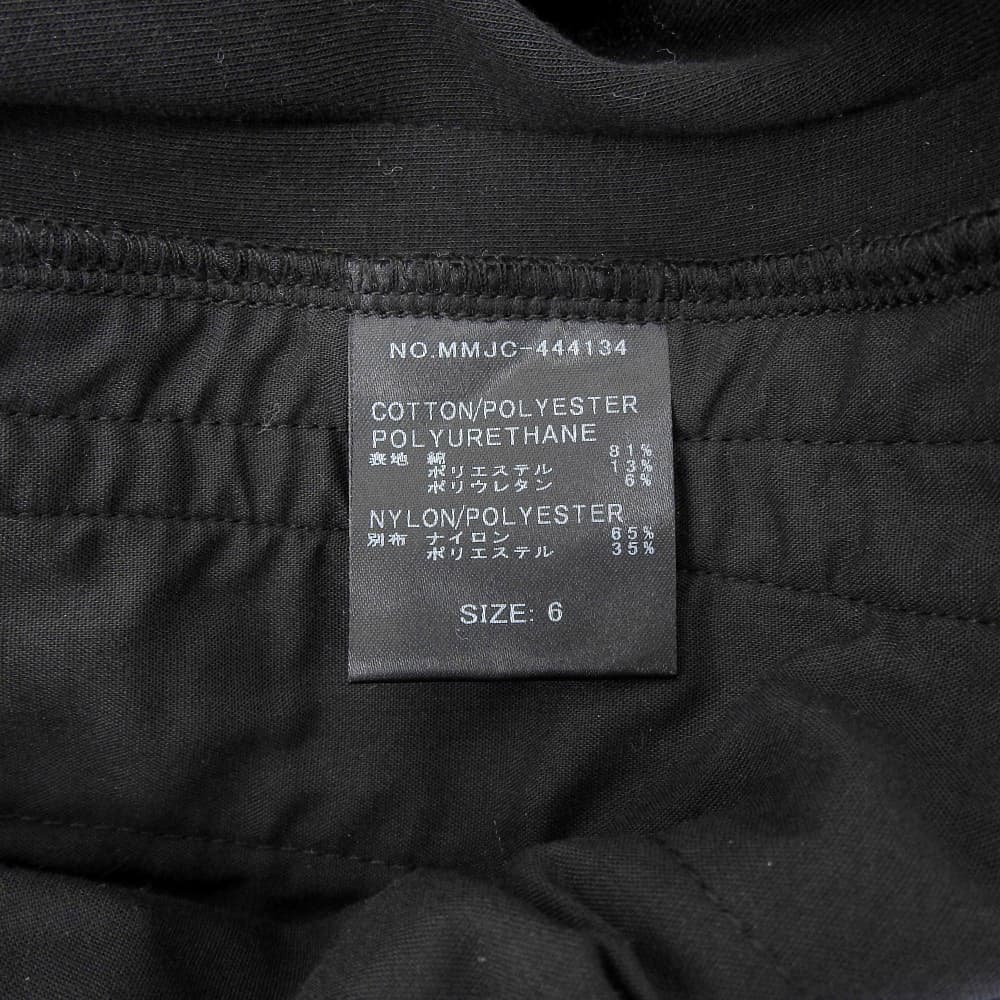 NO.MMJC-444134
COTTON/POLYESTER
POLYURETHANE
表地 綿 81%
ポリエステル 13%
ポリウレタン 6%
NYLON/POLYESTER
別布 ナイロン 65%
ポリエステル 35%
SIZE: 6